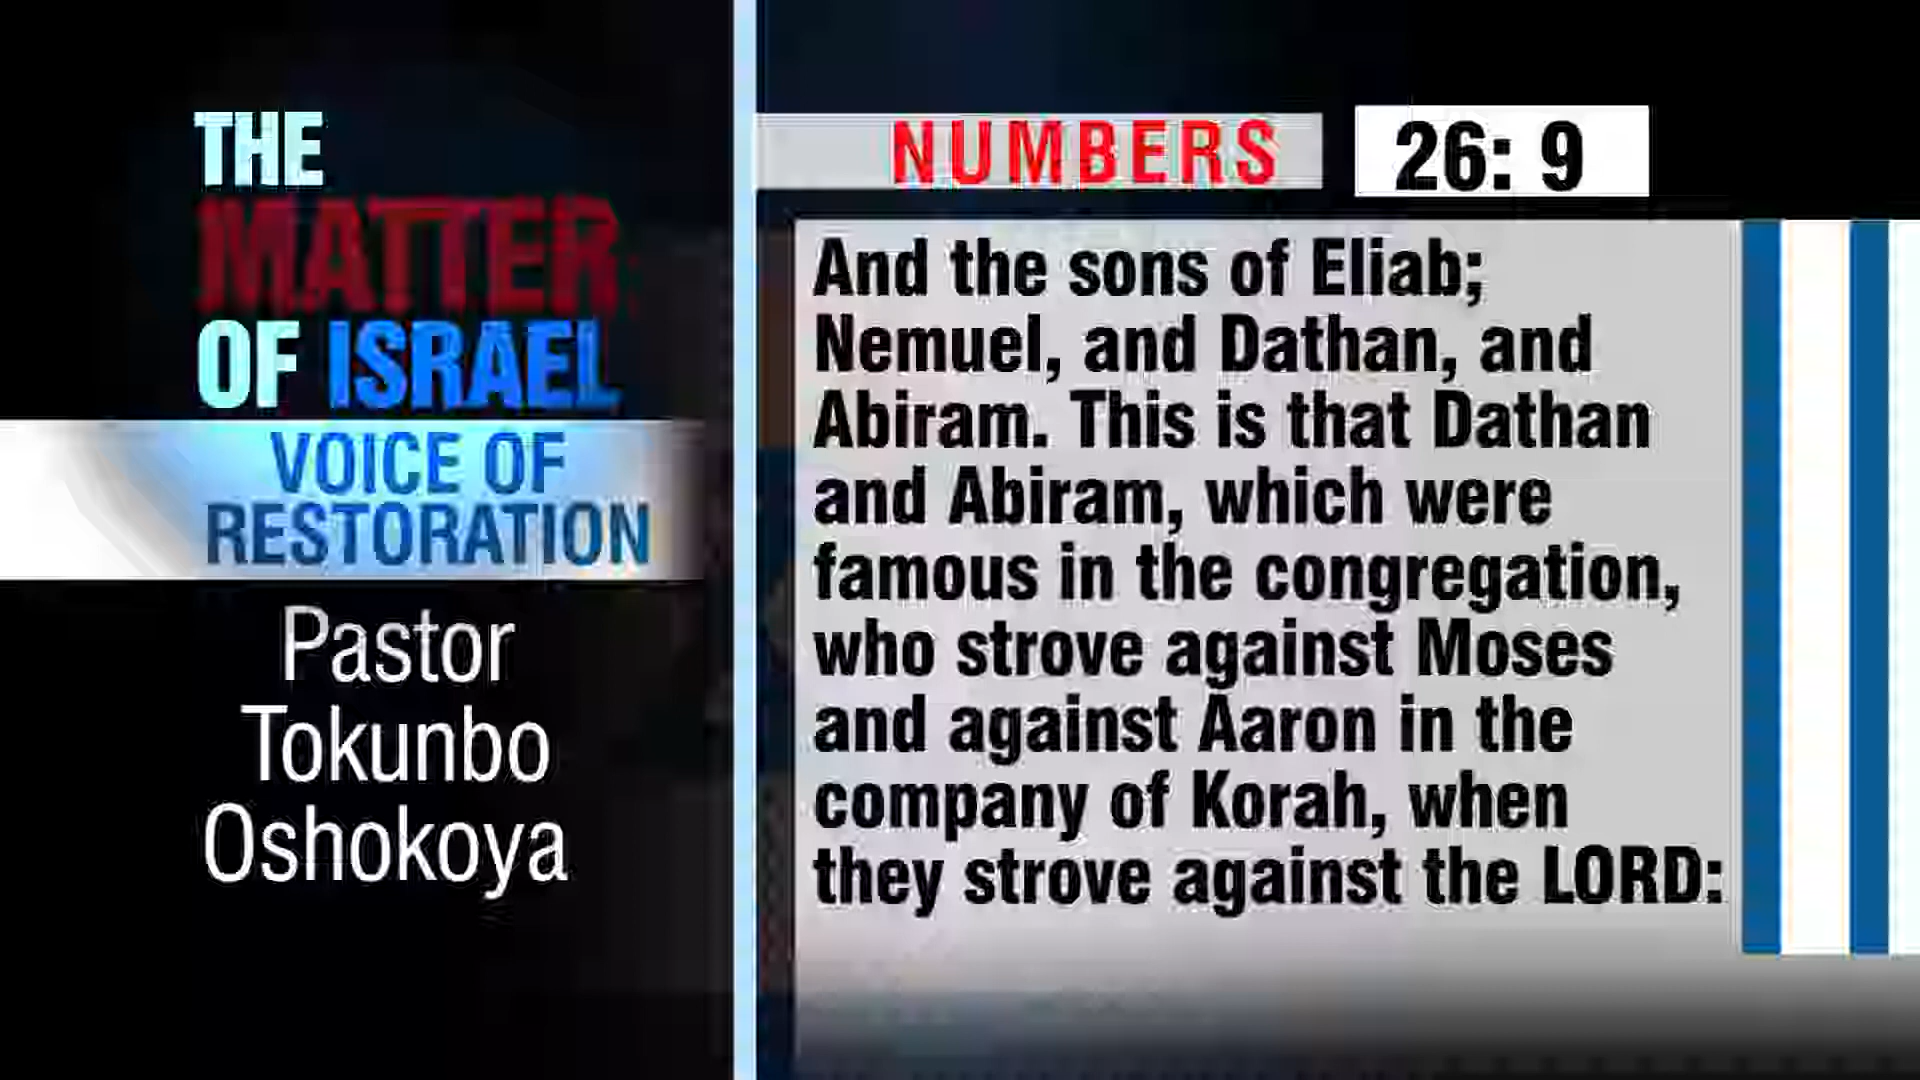 THE
MATTER
OF ISRAEL
VOICE OF
RESTORATION
Pastor
Tokunbo
Oshokoya
NUMBERS 26: 9
And the sons of Eliab;
Nemuel, and Dathan, and
Abiram. This is that Dathan
and Abiram, which were
famous in the congregation,
who strove against Moses
and against Aaron in the
company of Korah, when
they strove against the LORD: